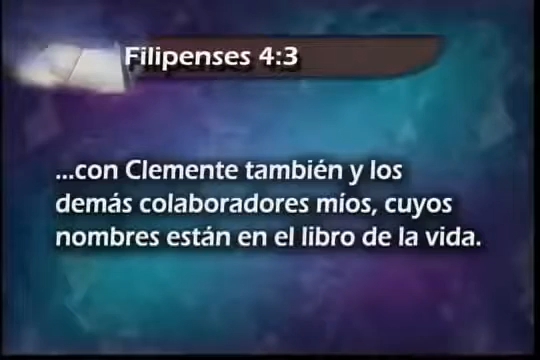 Filipenses 4:3
...con Clemente también y los
demás colaboradores míos, cuyos
nombres están en el libro de la vida.